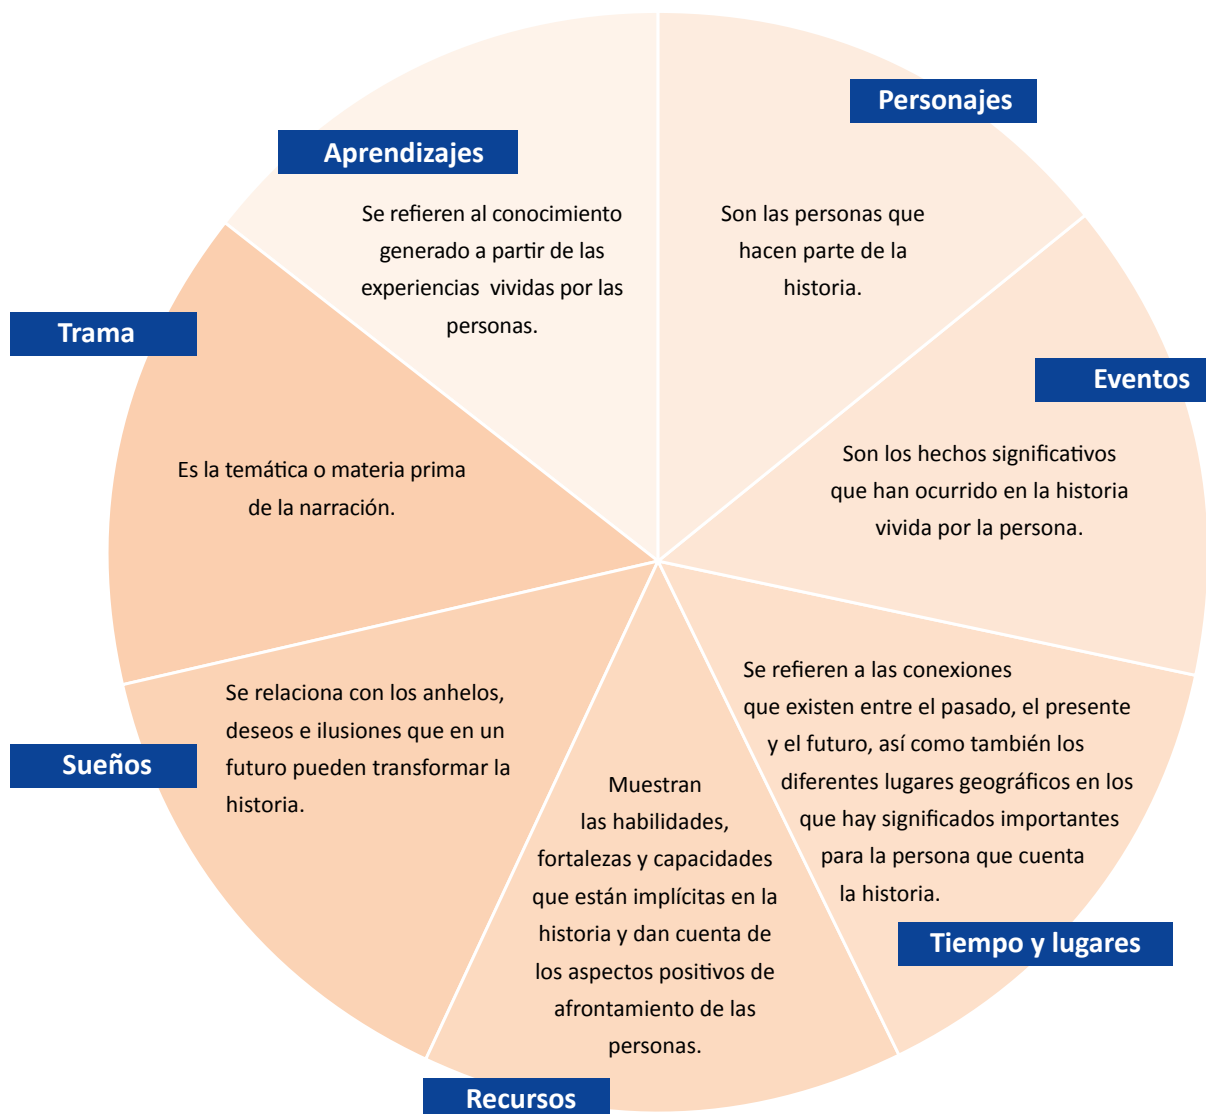 Personajes
Son las personas que
hacen parte de la
historia.
Eventos
Son los hechos significativos
que han ocurrido en la historia
vivida por la persona.
Se refieren a las conexiones
que existen entre el pasado, el presente
y el futuro, así como también los
diferentes lugares geográficos en los
que hay significados importantes
para la persona que cuenta
la historia.
Tiempo y lugares
Muestran
las habilidades,
fortalezas y capacidades
que están implícitas en la
historia y dan cuenta de
los aspectos positivos de
afrontamiento de las
personas.
Recursos
Se relaciona con los anhelos,
deseos e ilusiones que en un
futuro pueden transformar la
historia.
Sueños
Trama
Es la temática o materia prima
de la narración.
Aprendizajes
Se refieren al conocimiento
generado a partir de las
experiencias vividas por las
personas.